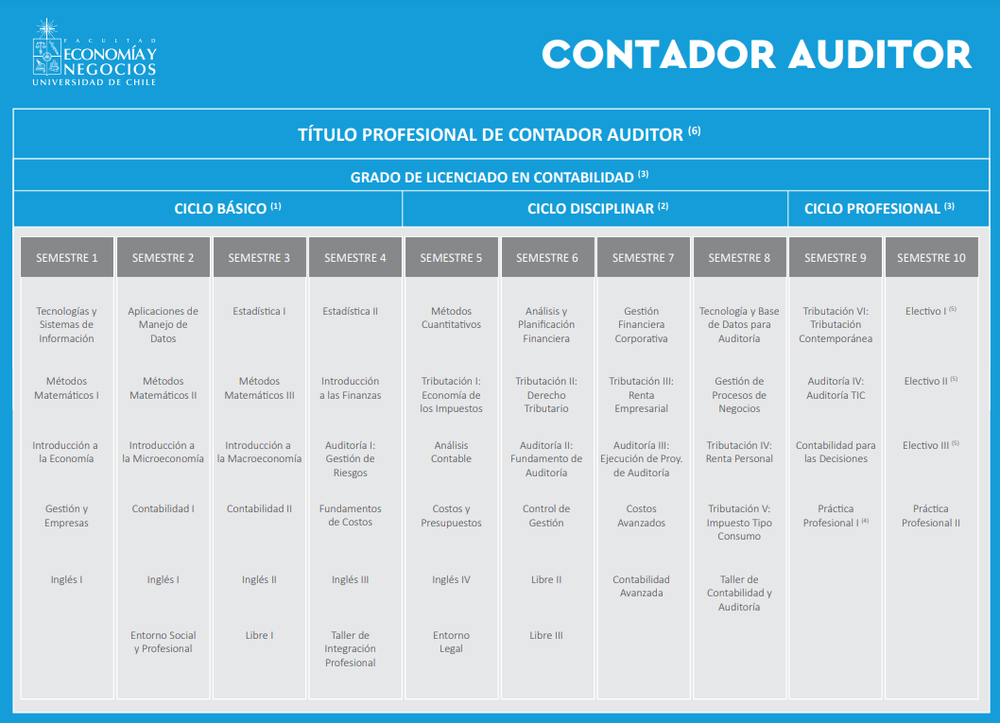 FACULTAD
ECONOMÍA Y
NEGOCIOS
UNIVERSIDAD DE CHILE
CONTADOR AUDITOR
TÍTULO PROFESIONAL DE CONTADOR AUDITOR (6)
GRADO DE LICENCIADO EN CONTABILIDAD (3)
CICLO BÁSICO (1)
CICLO DISCIPLINAR (2)
CICLO PROFESIONAL (3)
SEMESTRE 1
Tecnologías y
Sistemas de
Información
Métodos
Matemáticos I
Introducción a
la Economía
Gestión y
Empresas
Inglés I
SEMESTRE 2
Aplicaciones de
Manejo de
Datos
Métodos
Matemáticos II
Introducción a
la Microeconomía
Contabilidad I
Inglés I
Entorno Social
y Profesional
SEMESTRE 3
Estadística I
Métodos
Matemáticos III
Introducción a
la Macroeconomía
Contabilidad II
Inglés II
Libre I
SEMESTRE 4
Estadística II
Introducción
a las Finanzas
Auditoría I:
Gestión de
Riesgos
Fundamentos
de Costos
Inglés III
Taller de
Integración
Profesional
SEMESTRE 5
Métodos
Cuantitativos
Tributación I:
Economía de
los Impuestos
Análisis
Contable
Costos y
Presupuestos
Inglés IV
Entorno
Legal
SEMESTRE 6
Análisis y
Planificación
Financiera
Tributación II:
Derecho
Tributario
Auditoría II:
Fundamento de
Auditoría
Control de
Gestión
Libre II
Libre III
SEMESTRE 7
Gestión
Financiera
Corporativa
Tributación III:
Renta
Empresarial
Auditoría III:
Ejecución de Proy.
de Auditoría
Costos
Avanzados
Contabilidad
Avanzada
SEMESTRE 8
Tecnología y Base
de Datos para
Auditoría
Gestión de
Procesos de
Negocios
Tributación IV:
Renta Personal
Tributación V:
Impuesto Tipo
Consumo
Taller de
Contabilidad y
Auditoría
SEMESTRE 9
Tributación VI:
Tributación
Contemporánea
Auditoría IV:
Auditoría TIC
Contabilidad para
las Decisiones
Práctica
Profesional I (4)
SEMESTRE 10
Electivo I (5)
Electivo II (5)
Electivo III (5)
Práctica
Profesional II